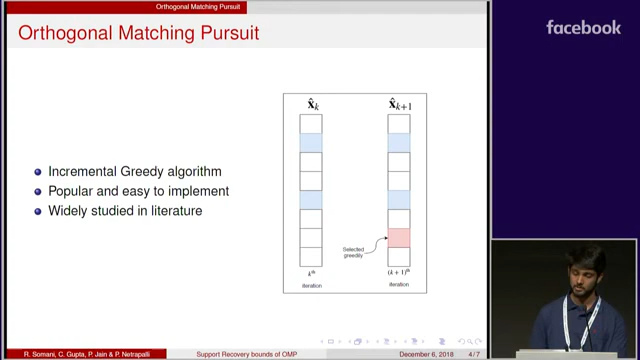 Orthogonal Matching Pursuit
Orthogonal Matching Pursuit
facebook
x̂k
x̂k+1
Incremental Greedy algorithm
Popular and easy to implement
Widely studied in literature
Selected
greedily
kth
(k + 1)th
iteration
iteration
R. Somani, C. Gupta, P. Jain & P. Netrapalli
Support Recovery bounds of OMP
December 6, 2018
4 / 7